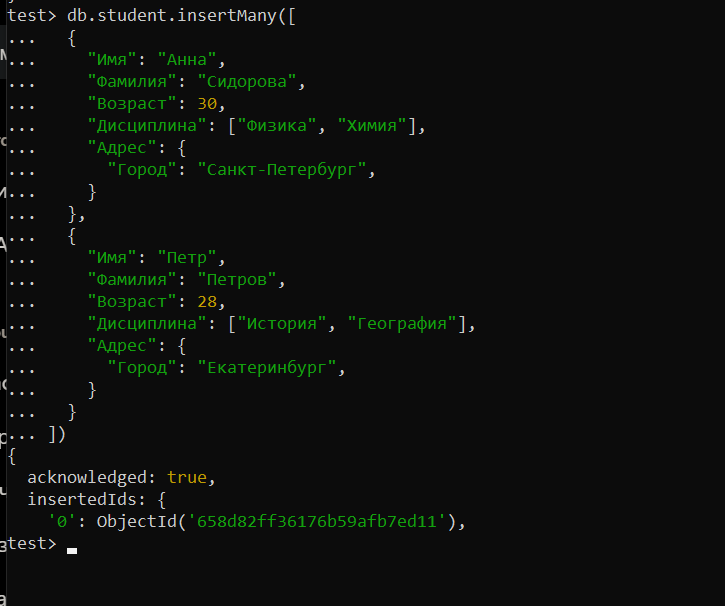 test> db.student.insertMany([
...   {
...     "Имя": "Анна",
...     "Фамилия": "Сидорова",
...     "Возраст": 30,
...     "Дисциплина": ["Физика", "Химия"],
...     "Адрес": {
...       "Город": "Санкт-Петербург",
...     }
...   },
...   {
...     "Имя": "Петр",
...     "Фамилия": "Петров",
...     "Возраст": 28,
...     "Дисциплина": ["История", "География"],
...     "Адрес": {
...       "Город": "Екатеринбург",
...     }
...   }
... ])
{
  acknowledged: true,
  insertedIds: {
    '0': ObjectId('658d82ff36176b59afb7ed11'),
test>